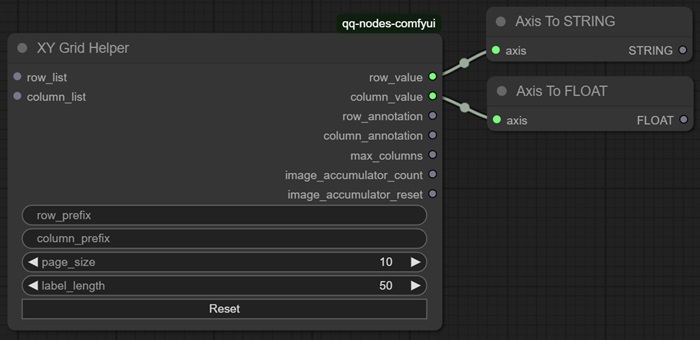 qq-nodes-comfyui
XY Grid Helper
row_list
column_list
row_value
column_value
row_annotation
column_annotation
max_columns
image_accumulator_count
image_accumulator_reset
row_prefix
column_prefix
page_size 10
label_length 50
Reset
Axis To STRING
axis STRING
Axis To FLOAT
axis FLOAT